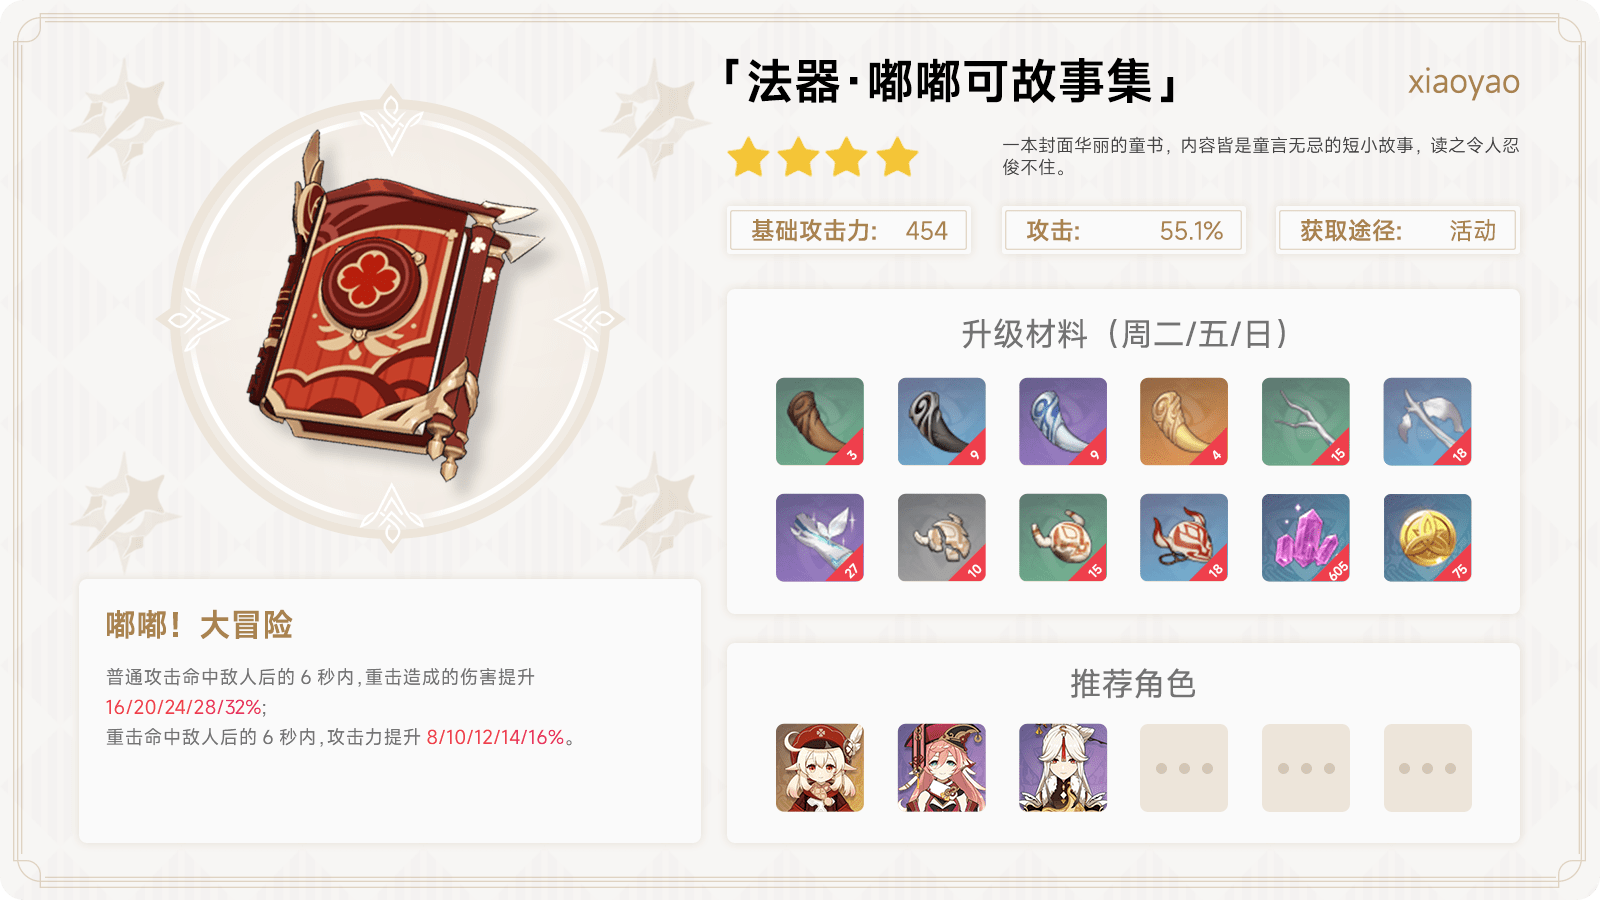 「法器·嘟嘟可故事集」
xiaoyao
一本封面华丽的童书，内容皆是童言无忌的短小故事，读之令人忍
俊不住。
基础攻击力: 454
攻击: 55.1%
获取途径: 活动
升级材料（周二/五/日）
3
9
9
4
15
18
27
10
15
18
605
75
嘟嘟！大冒险
普通攻击命中敌人后的 6 秒内,重击造成的伤害提升
16/20/24/28/32%;
重击命中敌人后的 6 秒内,攻击力提升 8/10/12/14/16%。
推荐角色